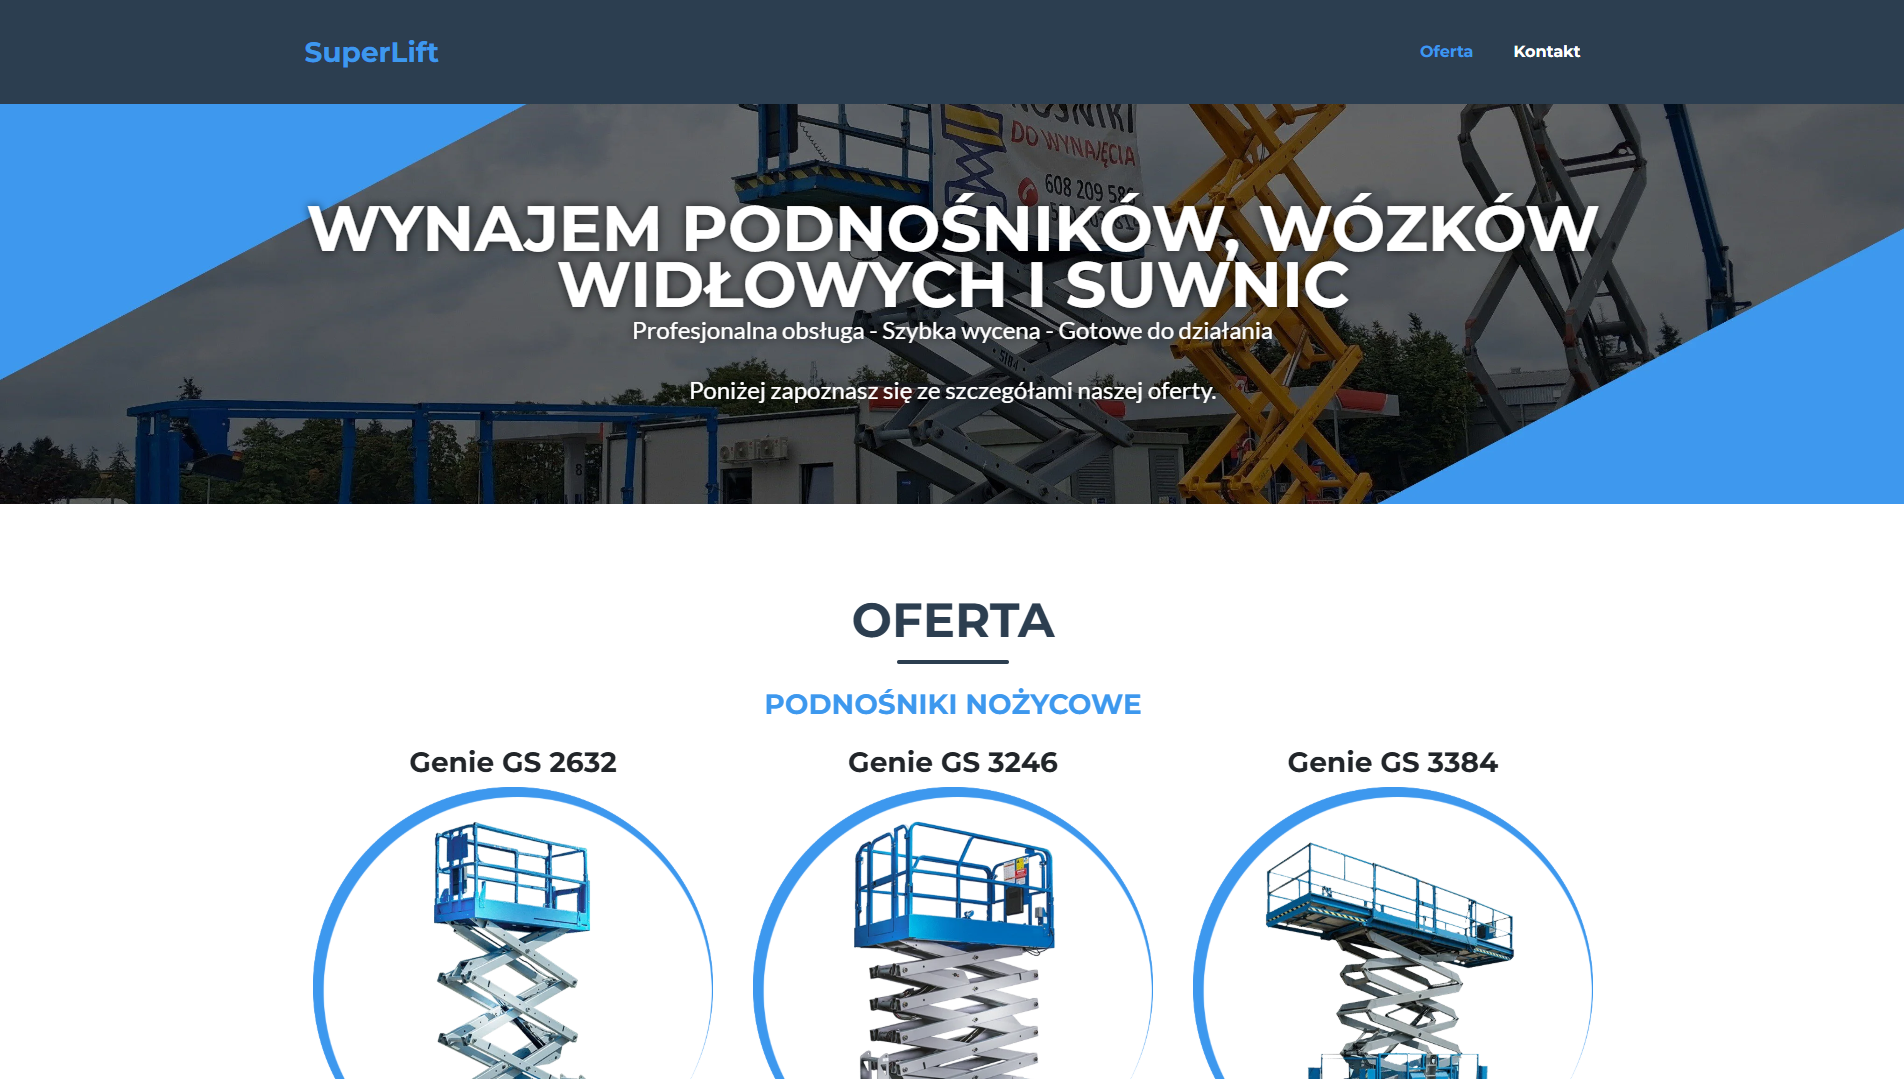 SuperLift
Oferta
Kontakt
DO WYNAJĘCIA
608 209
WYNAJEM PODNOŚNIKÓW, WÓZKÓW
WIDŁOWYCH I SUWNIC
Profesjonalna obsługa - Szybka wycena - Gotowe do działania
Poniżej zapoznasz się ze szczegółami naszej oferty.
8
OFERTA
PODNOŚNIKI NOŻYCOWE
Genie GS 2632
Genie GS 3246
Genie GS 3384